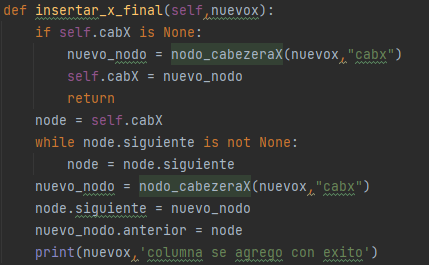 def insertar_x_final(self,nuevox):
    if self.cabX is None:
        nuevo_nodo = nodo_cabezeraX(nuevox,"cabx")
        self.cabX = nuevo_nodo
        return
    node = self.cabX
    while node.siguiente is not None:
        node = node.siguiente
    nuevo_nodo = nodo_cabezeraX(nuevox,"cabx")
    node.siguiente = nuevo_nodo
    nuevo_nodo.anterior = node
    print(nuevox,'columna se agrego con exito')